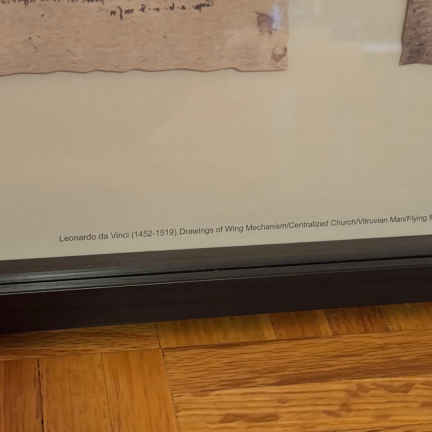 Leonardo da Vinci (1452-1519), Drawings of Wing Mechanism/Centralized Church/Vitruvian Man/Flying